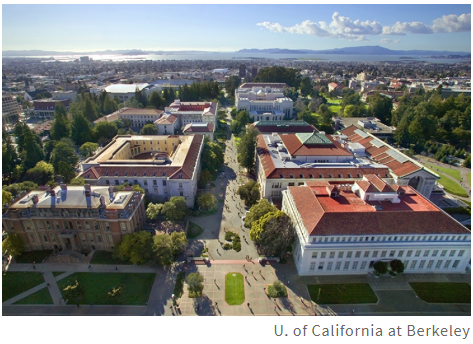 U. of California at Berkeley